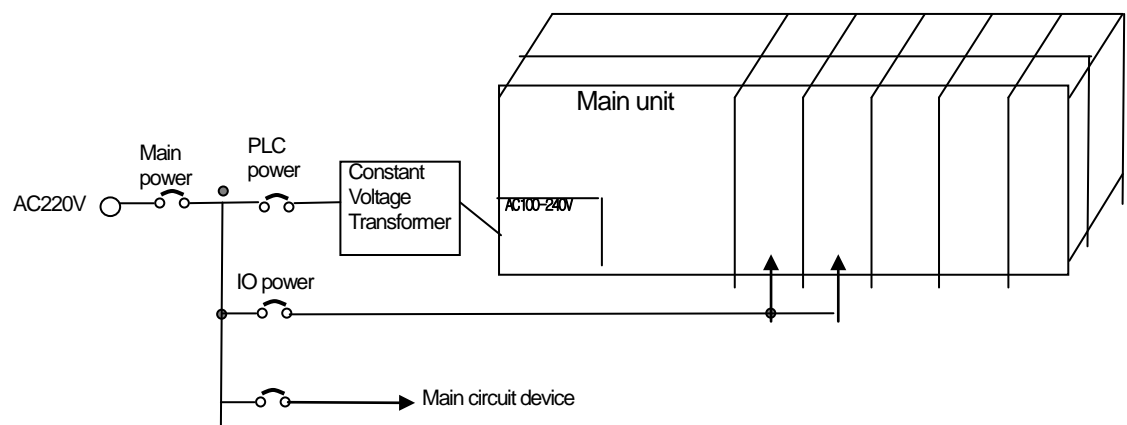 Main unit
Main
power
PLC
power
Constant
Voltage
Transformer
AC220V
AC100-240V
IO power
Main circuit device